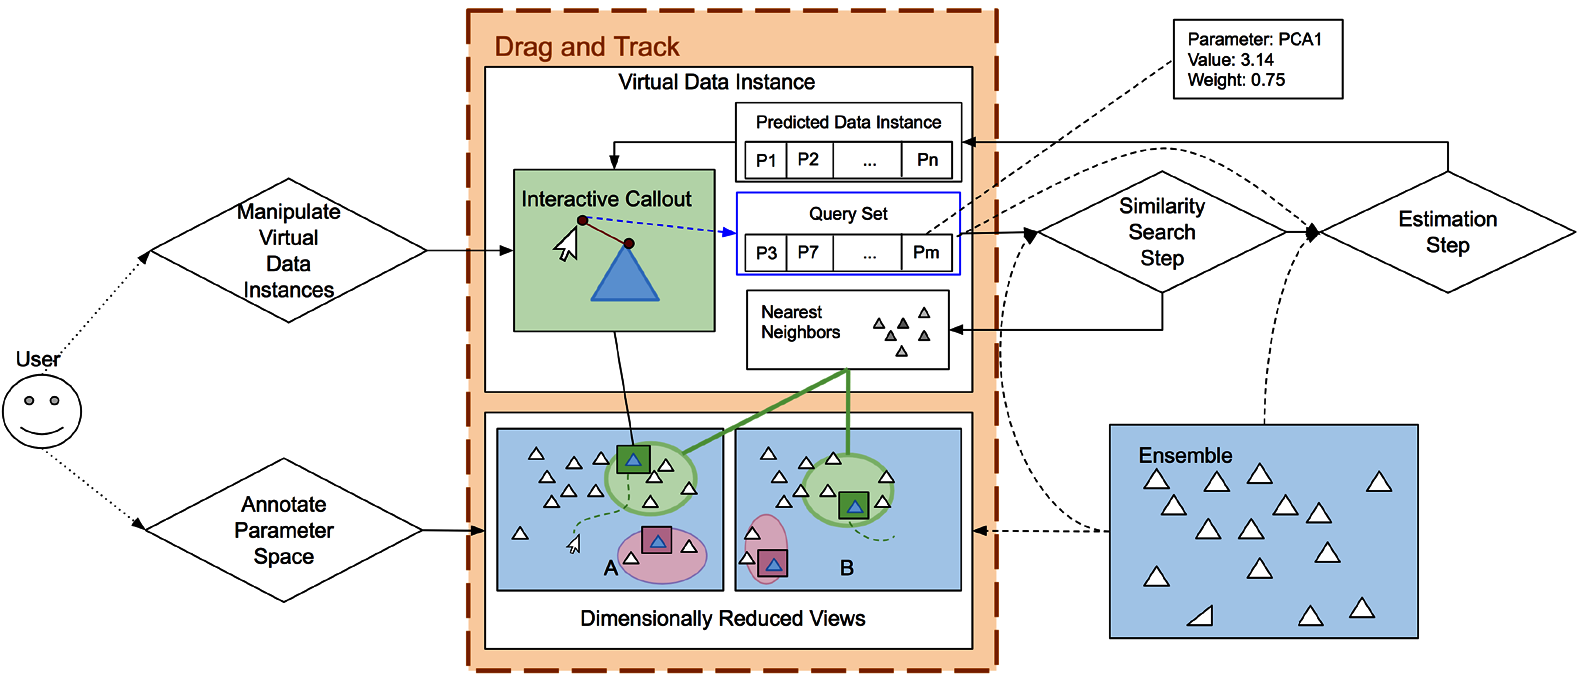 Drag and Track
Parameter: PCA1
Value: 3.14
Weight: 0.75
Virtual Data Instance
Predicted Data Instance
P1 P2 ... Pn
Interactive Callout
Query Set
P3 P7 ... Pm
Manipulate
Virtual
Data
Instances
Similarity
Search
Step
Estimation
Step
Nearest
Neighbors
User
Annotate
Parameter
Space
A
B
Dimensionally Reduced Views
Ensemble